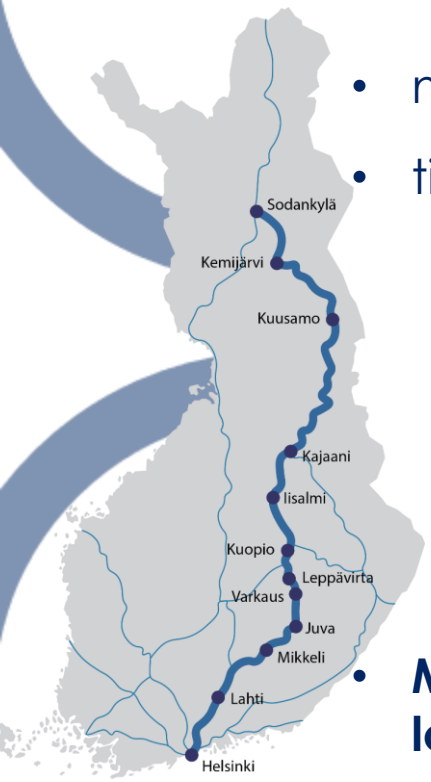 Sodankylä
Kemijärvi
Kuusamo
Kajaani
Iisalmi
Kuopio
Leppävirta
Varkaus
Juva
Mikkeli
Lahti
Helsinki